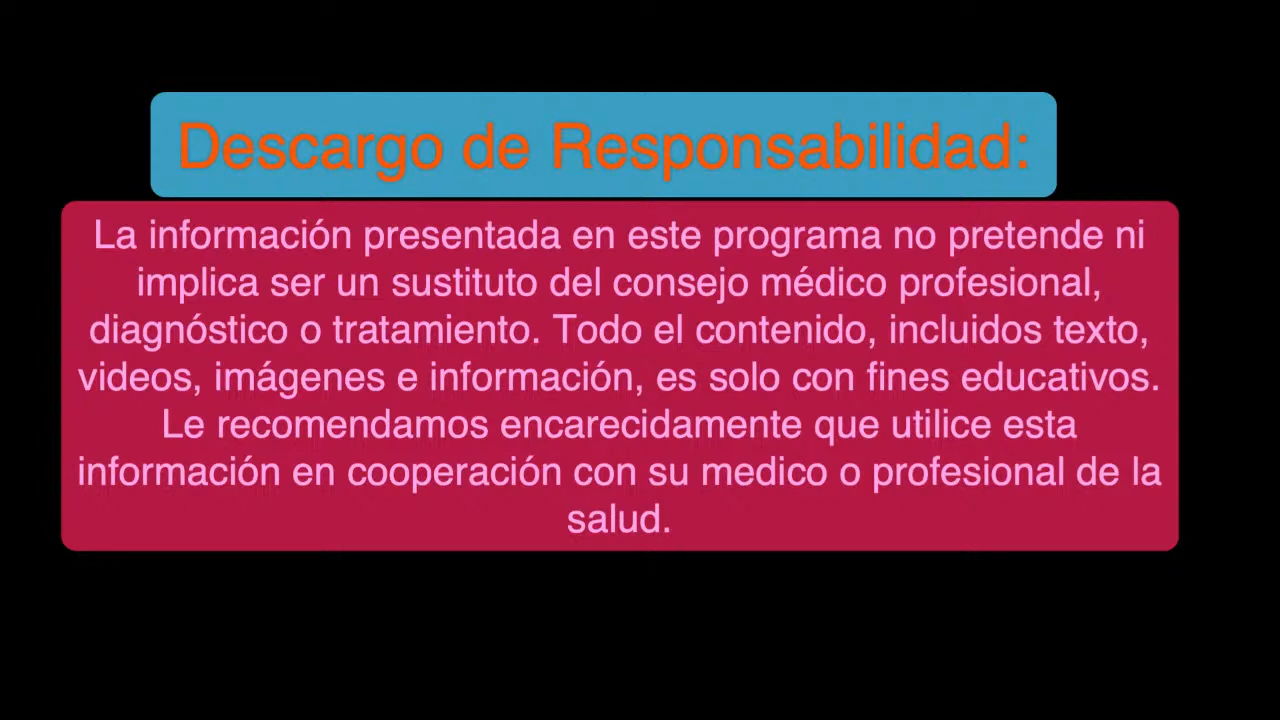 Descargo de Responsabilidad:
La información presentada en este programa no pretende ni
implica ser un sustituto del consejo médico profesional,
diagnóstico o tratamiento. Todo el contenido, incluidos texto,
videos, imágenes e información, es solo con fines educativos.
Le recomendamos encarecidamente que utilice esta
información en cooperación con su medico o profesional de la
salud.